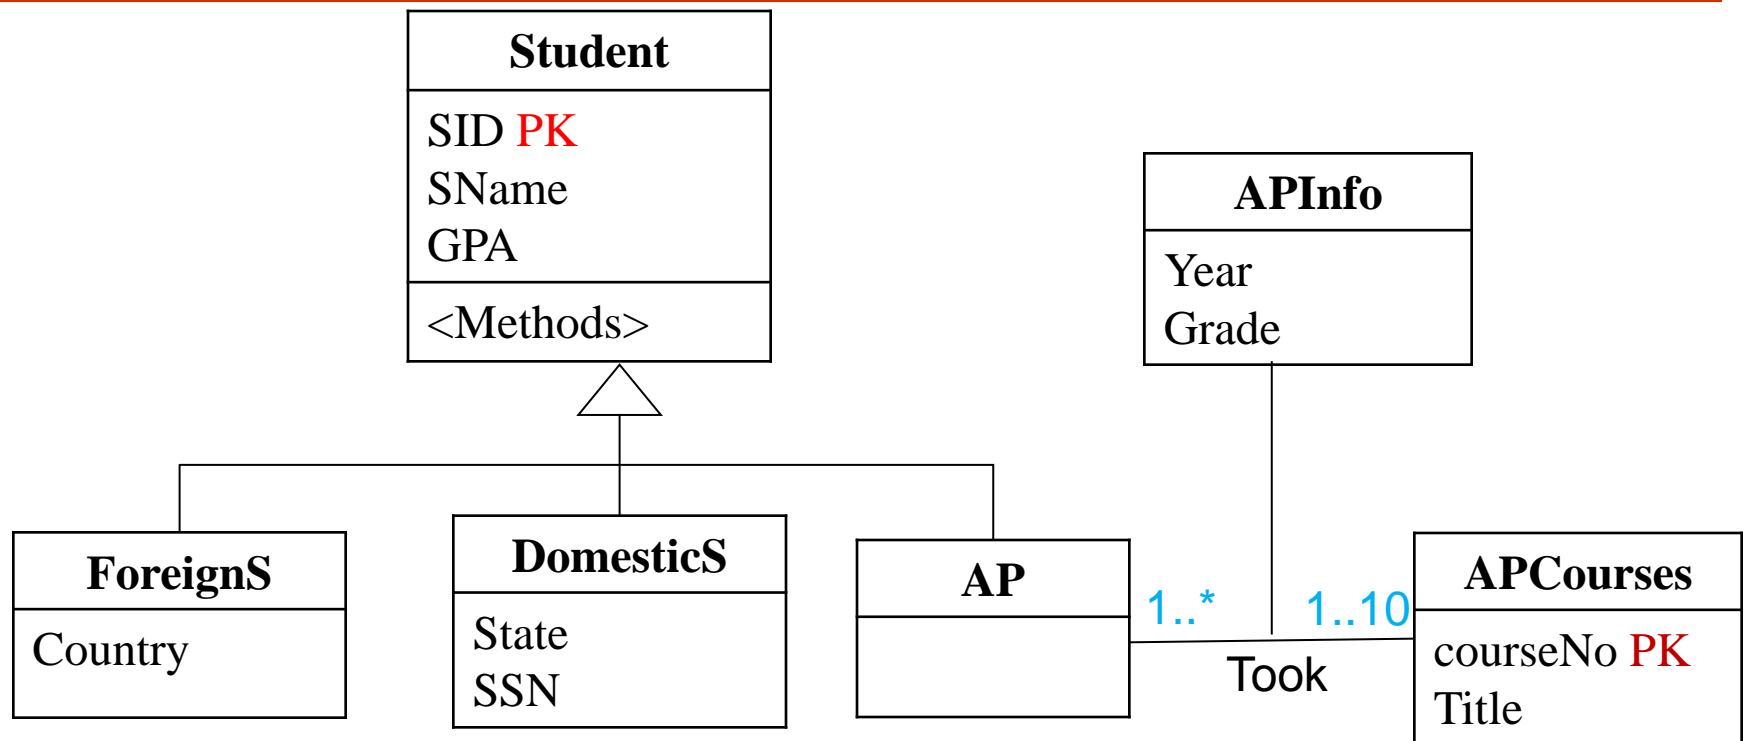 Student
SID PK
SName
GPA
<Methods>
APInfo
Year
Grade
ForeignS
Country
DomesticS
State
SSN
AP
1..*
1..10
Took
APCourses
courseNo PK
Title